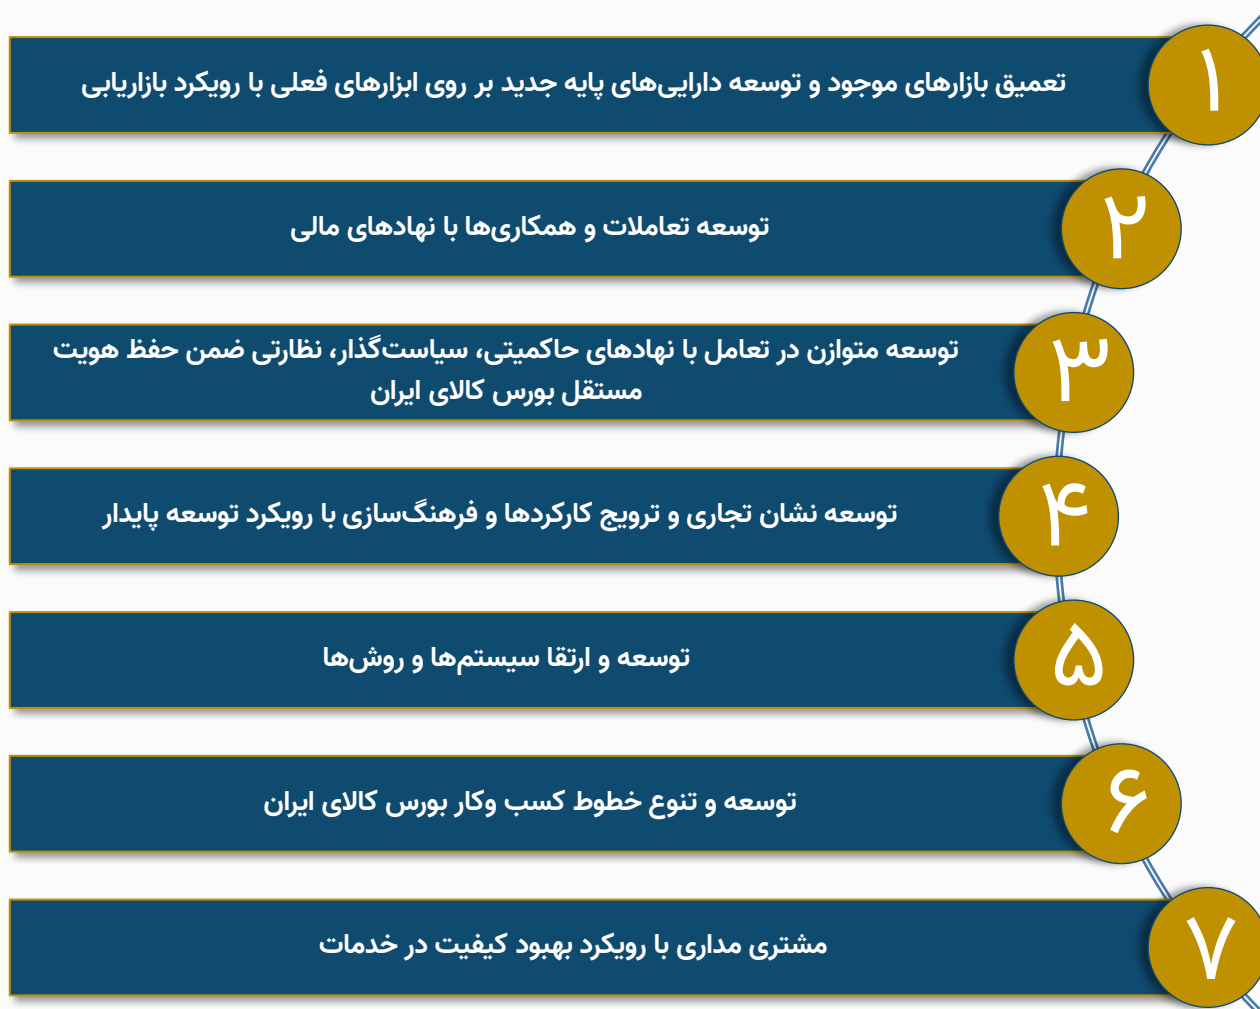 ۱
تعمیق بازارهای موجود و توسعه دارایی‌های پایه جدید بر روی ابزارهای فعلی با رویکرد بازاریابی
۲
توسعه تعاملات و همکاری‌ها با نهادهای مالی
۳
توسعه متوازن در تعامل با نهادهای حاکمیتی، سیاست‌گذار، نظارتی ضمن حفظ هویت
مستقل بورس کالای ایران
۴
توسعه نشان تجاری و ترویج کارکردها و فرهنگ‌سازی با رویکرد توسعه پایدار
۵
توسعه و ارتقا سیستم‌ها و روش‌ها
۶
توسعه و تنوع خطوط کسب وکار بورس کالای ایران
۷
مشتری مداری با رویکرد بهبود کیفیت در خدمات